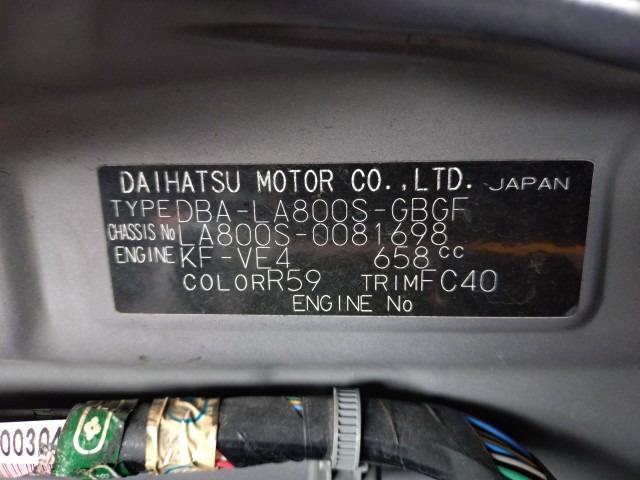 DAIHATSU MOTOR CO.,LTD. JAPAN
TYPE DBA-LA800S-GBGF
CHASSIS No LA800S-0081698
ENGINE KF-VE4 658cc
COLOR R59 TRIM FC40
ENGINE No